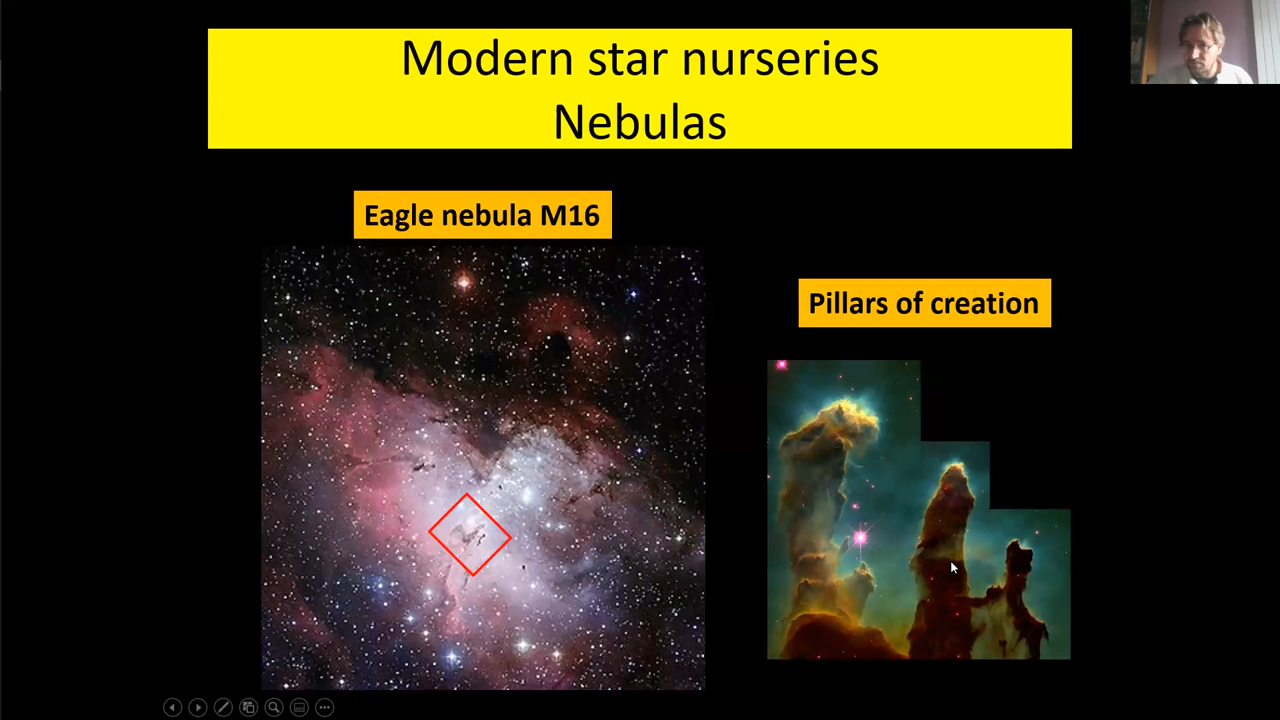 Modern star nurseries
Nebulas
Eagle nebula M16
Pillars of creation